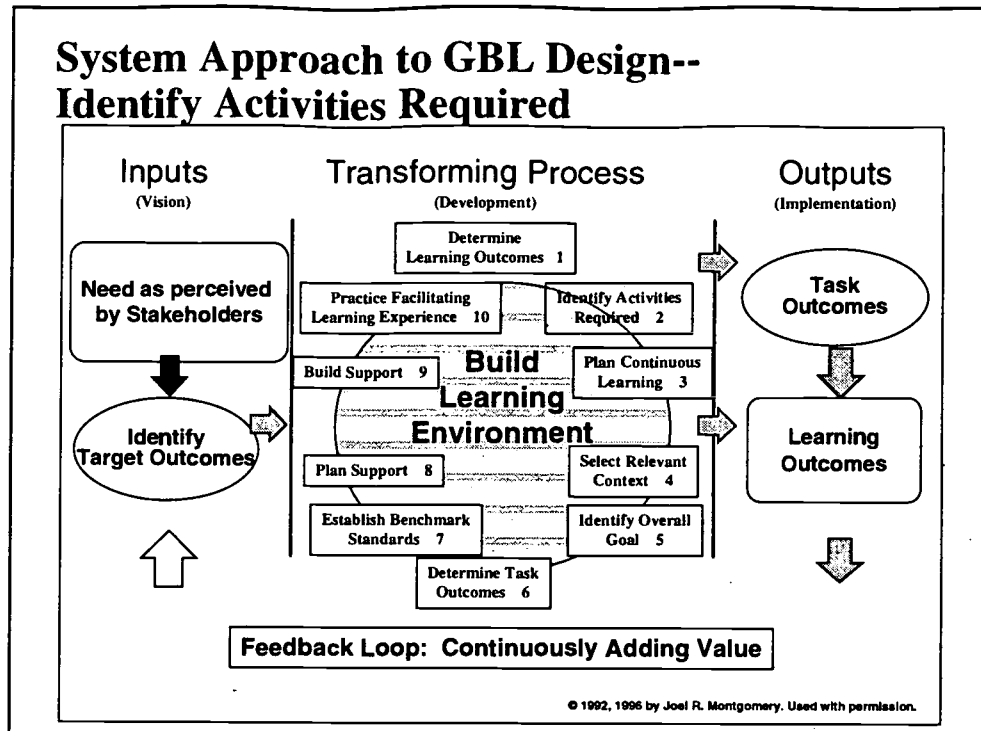 System Approach to GBL Design--
Identify Activities Required
Inputs
(Vision)
Transforming Process
(Development)
Outputs
(Implementation)
Need as perceived
by Stakeholders
Identify
Target Outcomes
Determine
Learning Outcomes 1
Identify Activities
Required 2
Plan Continuous
Learning 3
Select Relevant
Context 4
Identify Overall
Goal 5
Determine Task
Outcomes 6
Establish Benchmark
Standards 7
Plan Support 8
Build Support 9
Practice Facilitating
Learning Experience 10
Build
Learning
Environment
Task
Outcomes
Learning
Outcomes
Feedback Loop: Continuously Adding Value
© 1992, 1996 by Joel R. Montgomery. Used with permission.